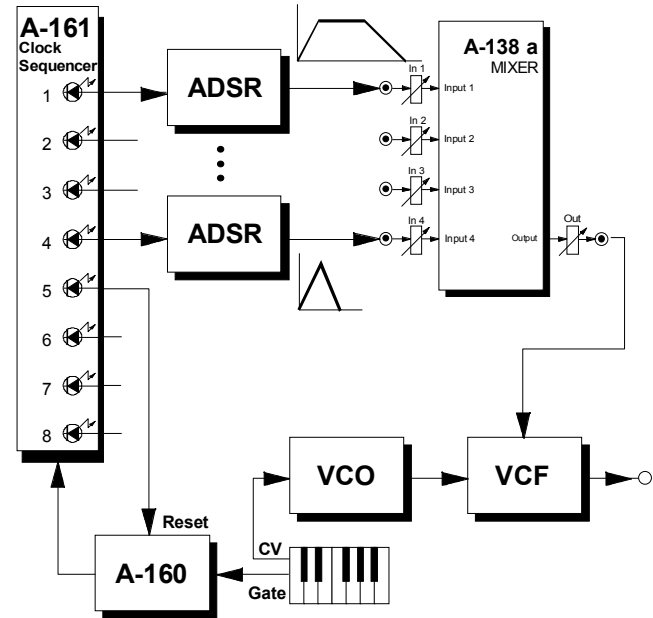 A-161
Clock
Sequencer
1
2
3
4
5
6
7
8
ADSR
ADSR
A-138 a
MIXER
In 1
Input 1
In 2
Input 2
In 3
Input 3
In 4
Input 4
Output
Out
VCO
VCF
Reset
A-160
CV
Gate